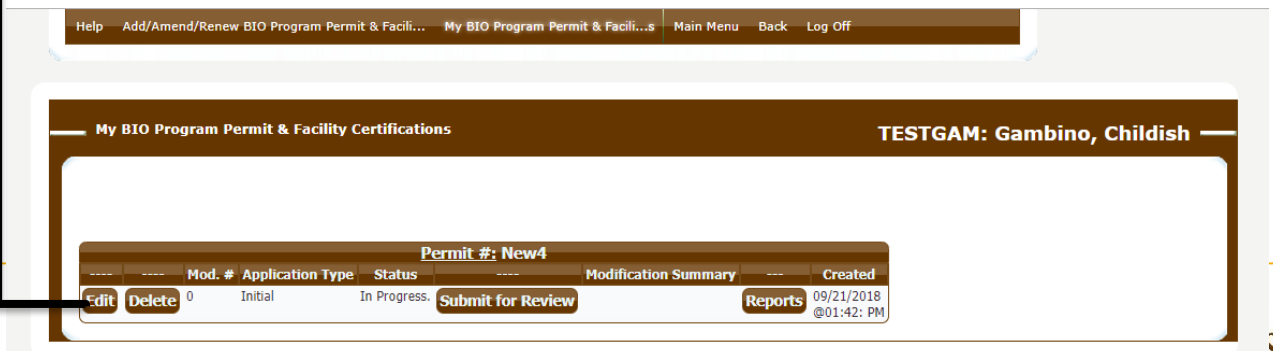 Help Add/Amend/Renew BIO Program Permit & Facili... My BIO Program Permit & Facili...s Main Menu Back Log Off
My BIO Program Permit & Facility Certifications TESTGAM: Gambino, Childish
Permit #: New4
---- ---- Mod. # Application Type Status ---- Modification Summary --- Created
Edit Delete 0 Initial In Progress. Submit for Review Reports 09/21/2018
@01:42: PM